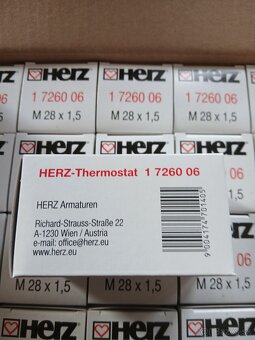 HERZ
HERZ
HERZ
1 7260 06
1 7260 06
1 7260 06
M 28 x 1,5
M 28 x 1,5
M 28 x 1,5
HERZ-Thermostat 1 7260 06
HERZ Armaturen
Richard-Strauss-Straße 22
A-1230 Wien / Austria
e-mail: office@herz.eu
www.herz.eu
9004174701405
M 28 x 1,5
M 28 x 1,5
HERZ
HERZ
HERZ